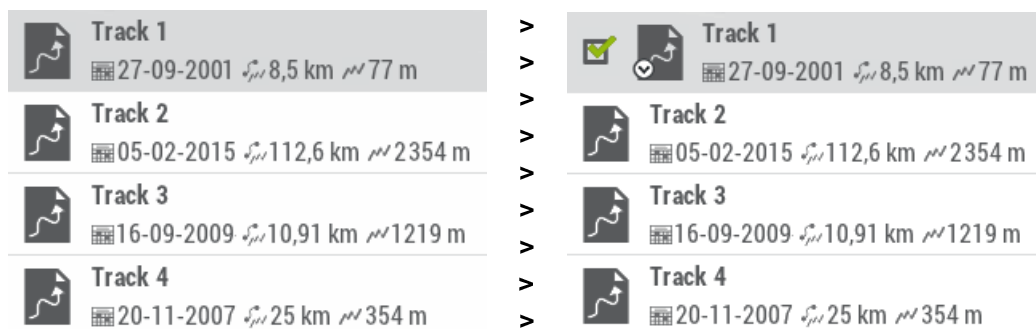 Track 1
27-09-2001 8,5 km 77 m
Track 2
05-02-2015 112,6 km 2354 m
Track 3
16-09-2009 10,91 km 1219 m
Track 4
20-11-2007 25 km 354 m
>
>
>
>
>
>
>
>
>
Track 1
27-09-2001 8,5 km 77 m
Track 2
05-02-2015 112,6 km 2354 m
Track 3
16-09-2009 10,91 km 1219 m
Track 4
20-11-2007 25 km 354 m